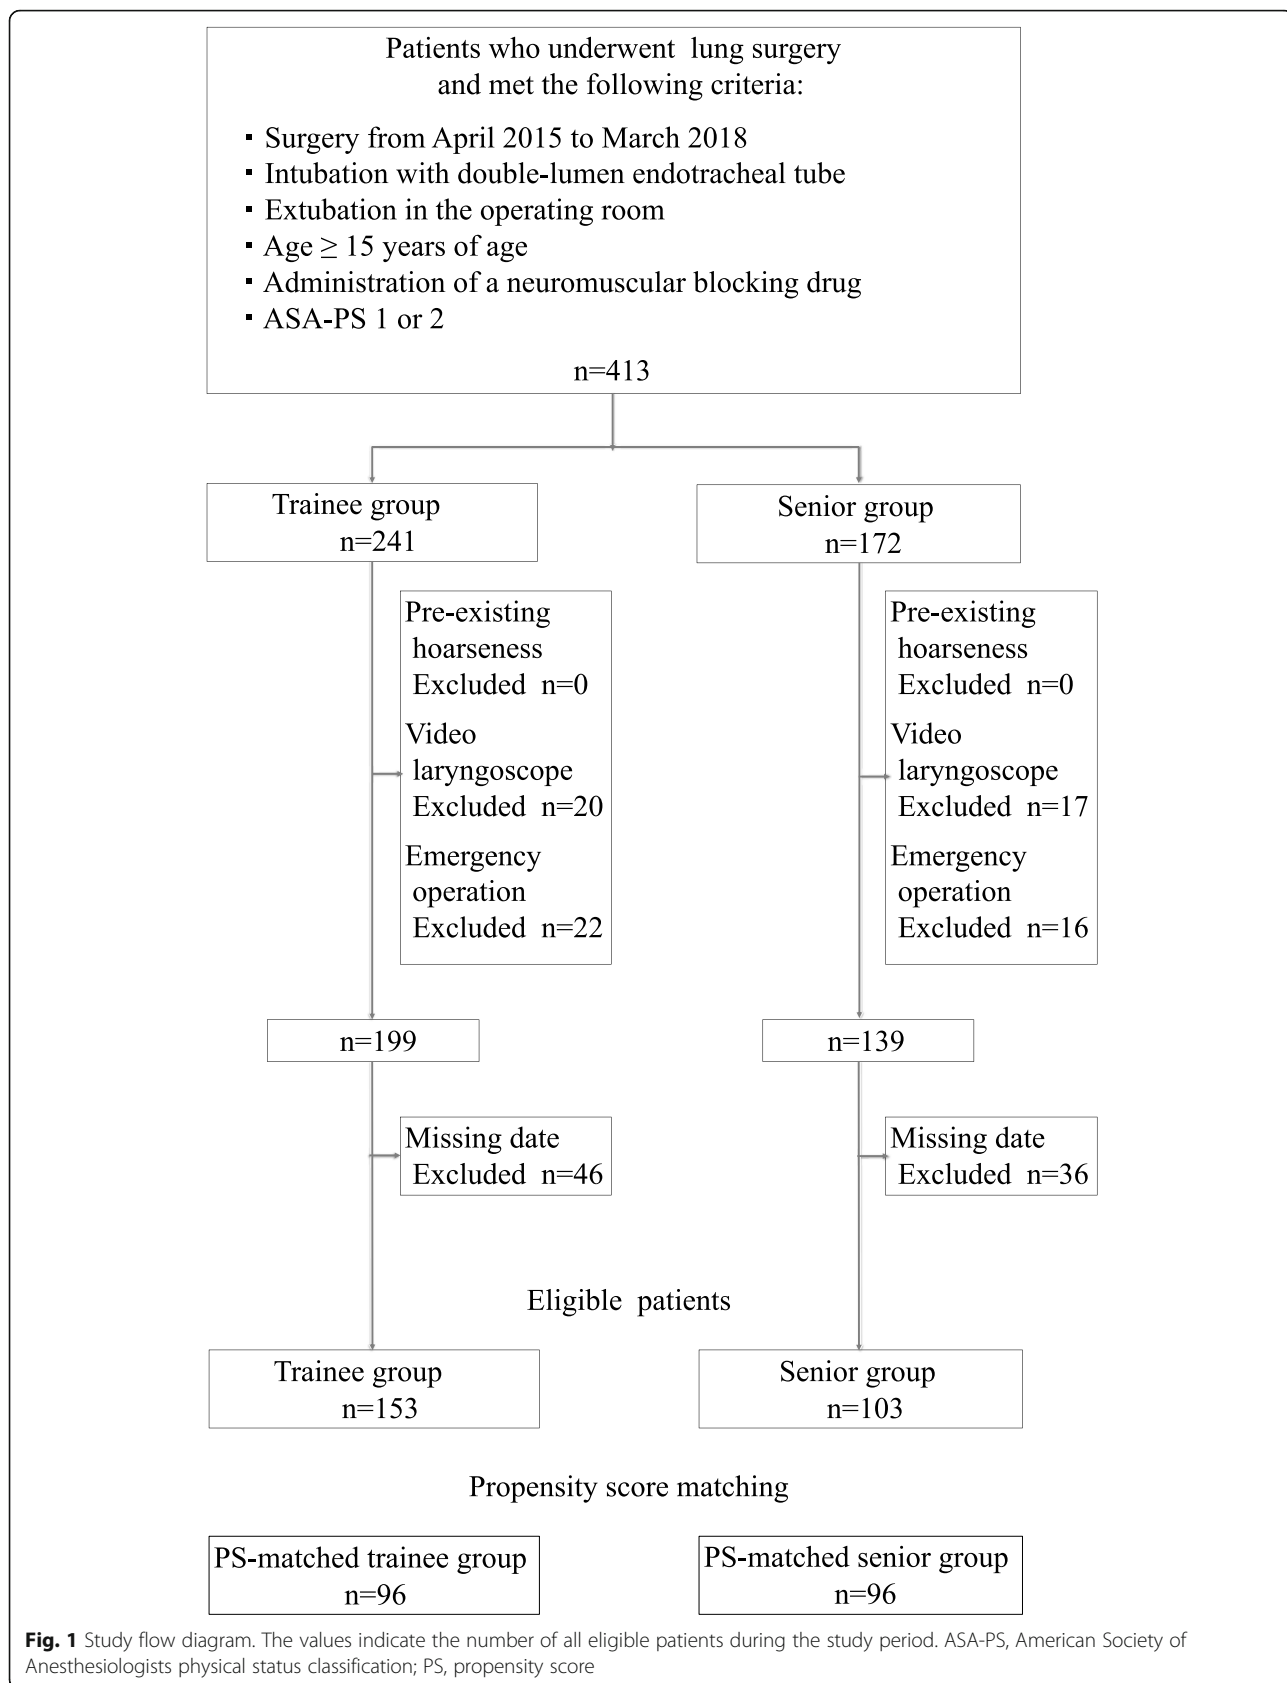 Patients who underwent lung surgery
and met the following criteria:
▪ Surgery from April 2015 to March 2018
▪ Intubation with double-lumen endotracheal tube
▪ Extubation in the operating room
▪ Age ≥ 15 years of age
▪ Administration of a neuromuscular blocking drug
▪ ASA-PS 1 or 2
n=413
Trainee group
n=241
Senior group
n=172
Pre-existing
hoarseness
Excluded n=0
Video
laryngoscope
Excluded n=20
Emergency
operation
Excluded n=22
Pre-existing
hoarseness
Excluded n=0
Video
laryngoscope
Excluded n=17
Emergency
operation
Excluded n=16
n=199
n=139
Missing date
Excluded n=46
Missing date
Excluded n=36
Eligible patients
Trainee group
n=153
Senior group
n=103
Propensity score matching
PS-matched trainee group
n=96
PS-matched senior group
n=96
Fig. 1 Study flow diagram. The values indicate the number of all eligible patients during the study period. ASA-PS, American Society of
Anesthesiologists physical status classification; PS, propensity score